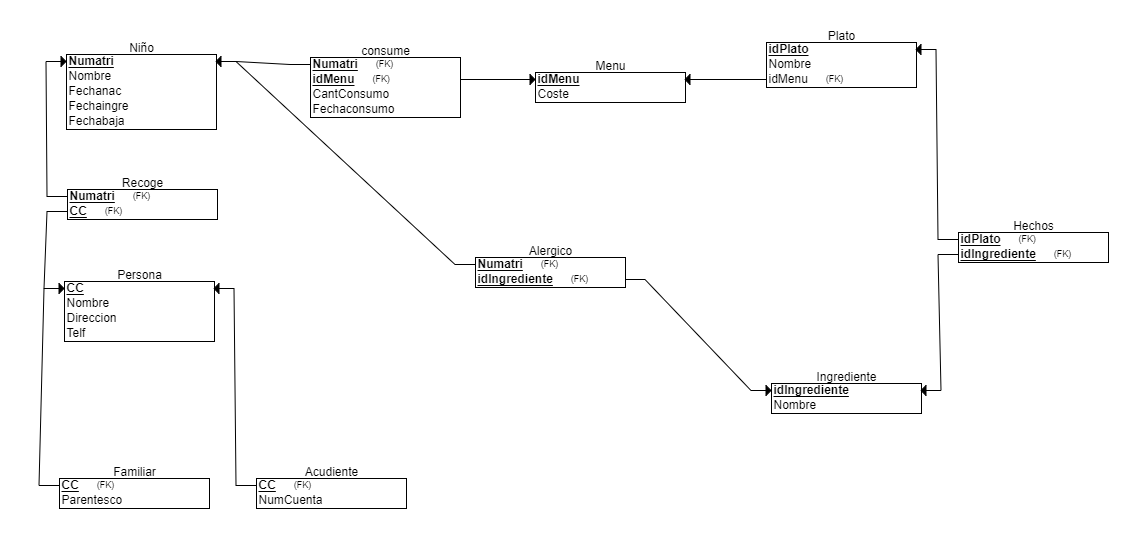 Niño
Numatri
Nombre
Fechanac
Fechaingre
Fechabaja
consume
Numatri (FK)
idMenu (FK)
CantConsumo
Fechaconsumo
Menu
idMenu
Coste
Plato
idPlato
Nombre
idMenu (FK)
Recoge
Numatri (FK)
CC (FK)
Alergico
Numatri (FK)
idIngrediente (FK)
Hechos
idPlato (FK)
idIngrediente (FK)
Persona
CC
Nombre
Direccion
Telf
Ingrediente
idIngrediente
Nombre
Familiar
CC (FK)
Parentesco
Acudiente
CC (FK)
NumCuenta